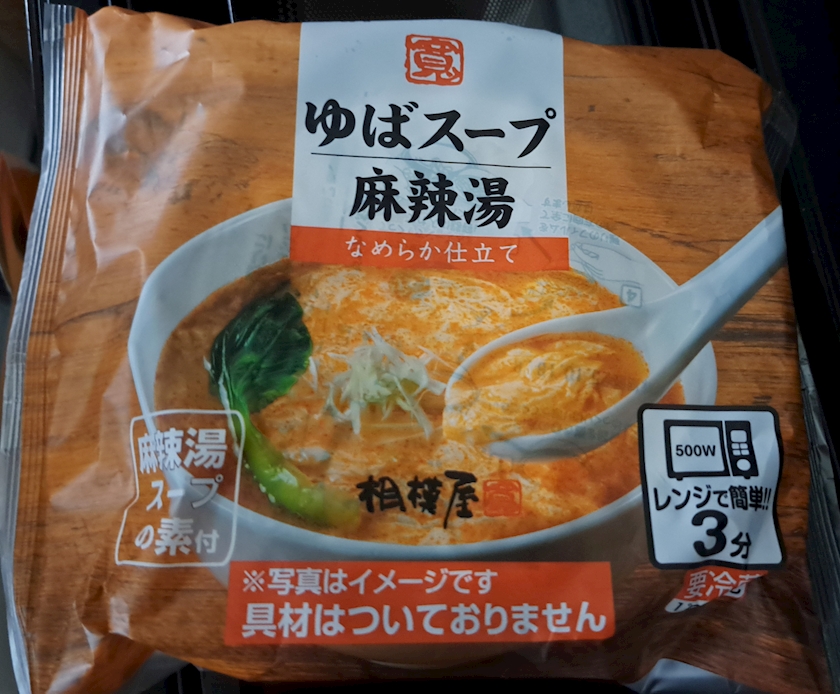 寛
ゆばスープ
麻辣湯
なめらか仕立て
4
麻辣湯
スープ
の素付
相模屋
500W
レンジで簡単!!
3分
※写真はイメージです
具材はついておりません